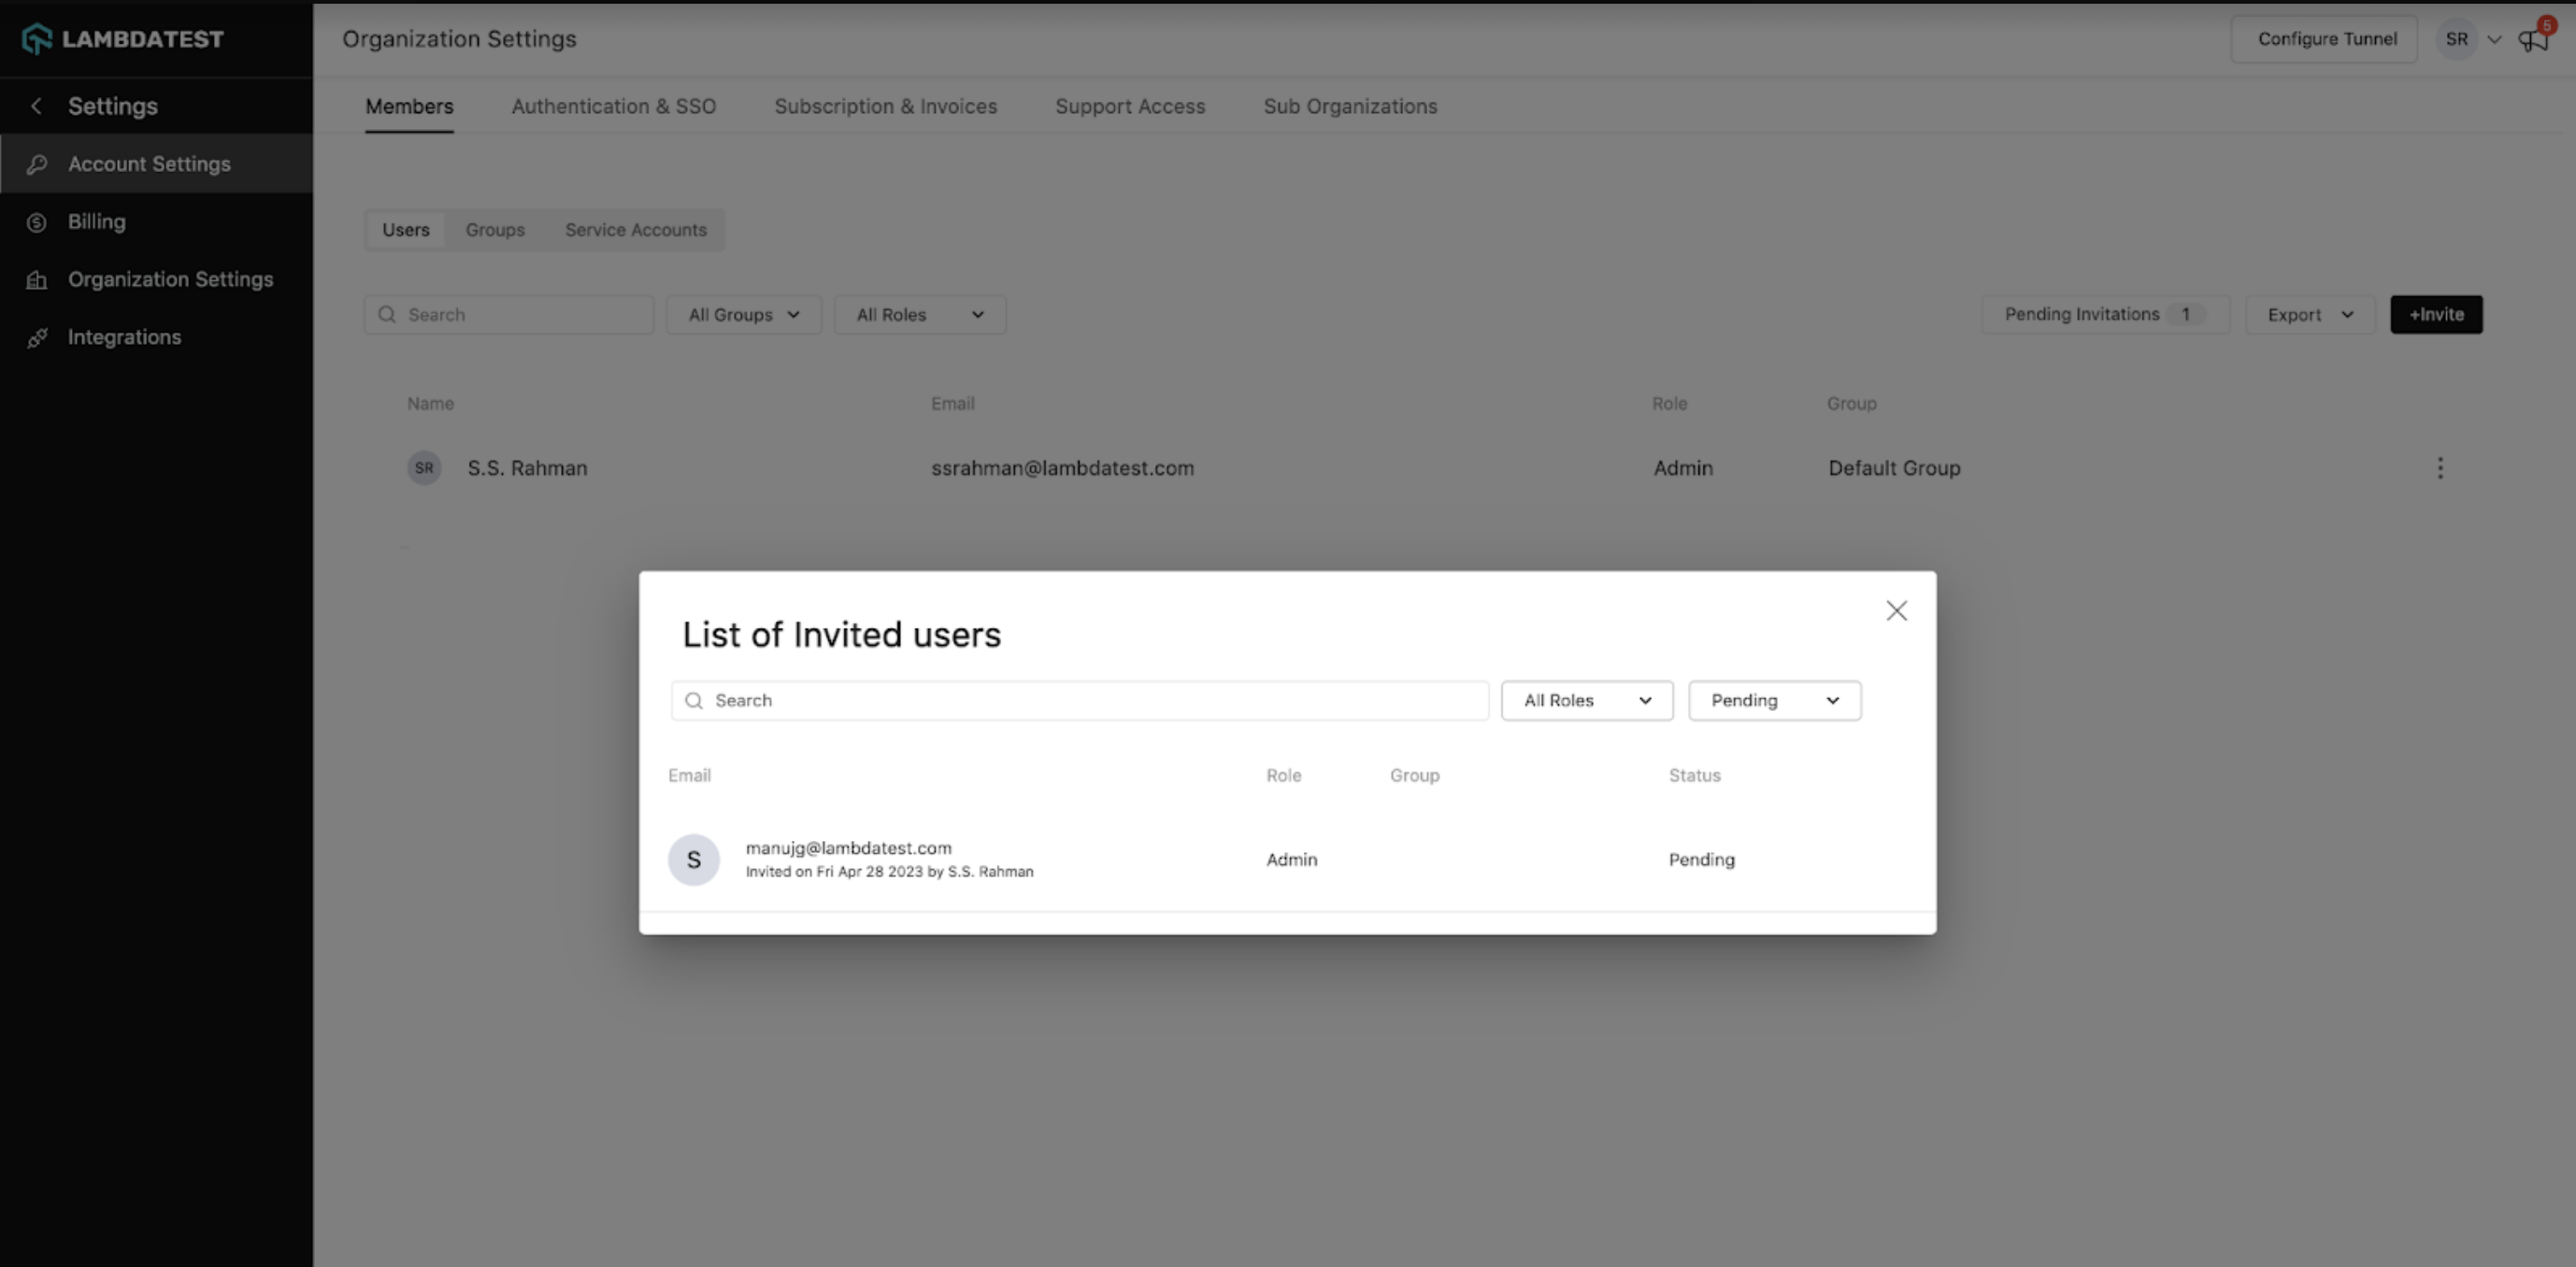 LAMBDATEST
Organization Settings
Configure Tunnel
SR
5
Settings
Members
Authentication & SSO
Subscription & Invoices
Support Access
Sub Organizations
Account Settings
Billing
Organization Settings
Integrations
Users
Groups
Service Accounts
Search
All Groups
All Roles
Pending Invitations 1
Export
+Invite
Name
Email
Role
Group
SR
S.S. Rahman
ssrahman@lambdatest.com
Admin
Default Group
List of Invited users
Search
All Roles
Pending
Email
Role
Group
Status
S
manujg@lambdatest.com
Invited on Fri Apr 28 2023 by S.S. Rahman
Admin
Pending